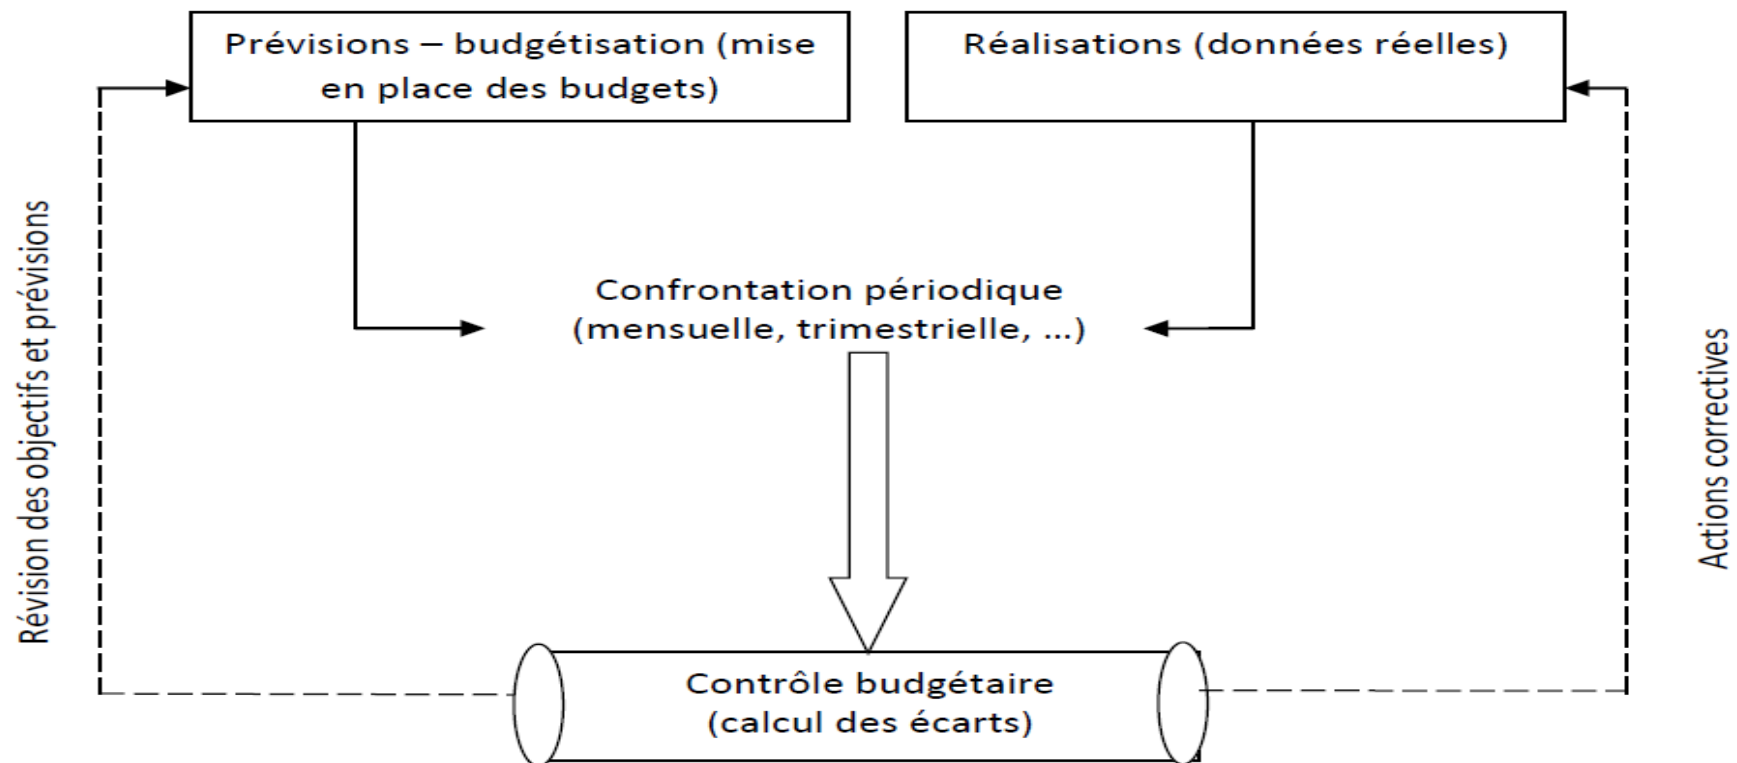 Prévisions – budgétisation (mise
en place des budgets)
Réalisations (données réelles)
Révision des objectifs et prévisions
Confrontation périodique
(mensuelle, trimestrielle, ...)
Actions correctives
Contrôle budgétaire
(calcul des écarts)